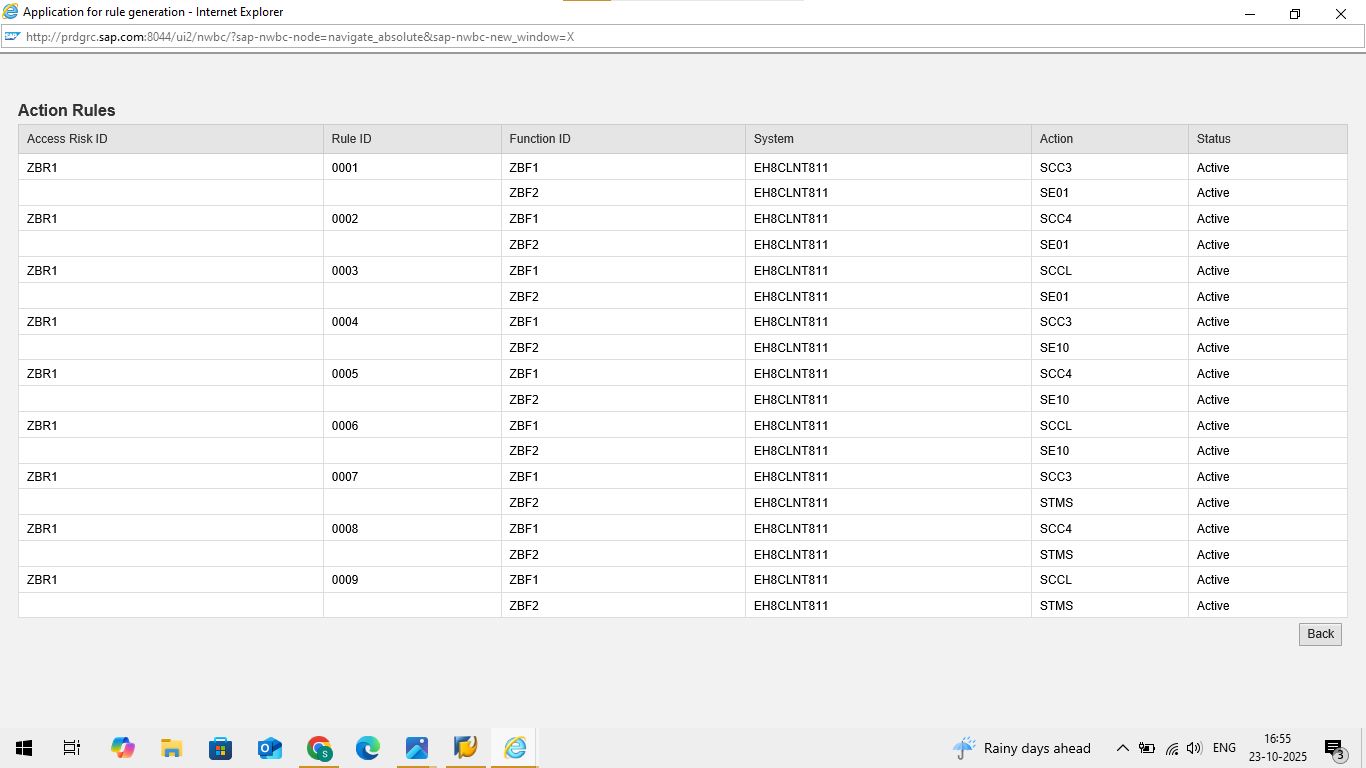 Application for rule generation - Internet Explorer
SAP http://prdgrc.sap.com:8044/ui2/nwbc/?sap-nwbc-node=navigate_absolute&sap-nwbc-new_window=X
Action Rules
Access Risk ID Rule ID Function ID System Action Status
ZBR1 0001 ZBF1 EH8CLNT811 SCC3 Active
ZBF2 EH8CLNT811 SE01 Active
ZBR1 0002 ZBF1 EH8CLNT811 SCC4 Active
ZBF2 EH8CLNT811 SE01 Active
ZBR1 0003 ZBF1 EH8CLNT811 SCCL Active
ZBF2 EH8CLNT811 SE01 Active
ZBR1 0004 ZBF1 EH8CLNT811 SCC3 Active
ZBF2 EH8CLNT811 SE10 Active
ZBR1 0005 ZBF1 EH8CLNT811 SCC4 Active
ZBF2 EH8CLNT811 SE10 Active
ZBR1 0006 ZBF1 EH8CLNT811 SCCL Active
ZBF2 EH8CLNT811 SE10 Active
ZBR1 0007 ZBF1 EH8CLNT811 SCC3 Active
ZBF2 EH8CLNT811 STMS Active
ZBR1 0008 ZBF1 EH8CLNT811 SCC4 Active
ZBF2 EH8CLNT811 STMS Active
ZBR1 0009 ZBF1 EH8CLNT811 SCCL Active
ZBF2 EH8CLNT811 STMS Active
Back
Rainy days ahead ENG 16:55
23-10-2025 3